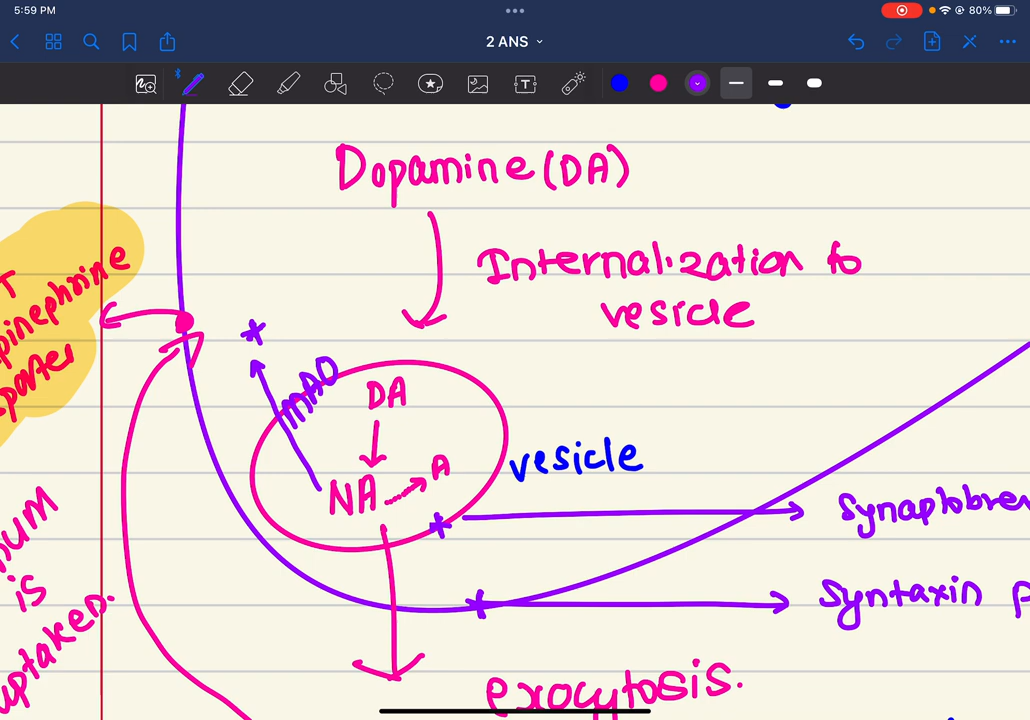 5:59 PM
80%
2 ANS
Dopamine (DA)
Internalization to
vesicle
MAO
DA
NA
A
vesicle
Syntaxin
exocytosis.
is
uptaken.